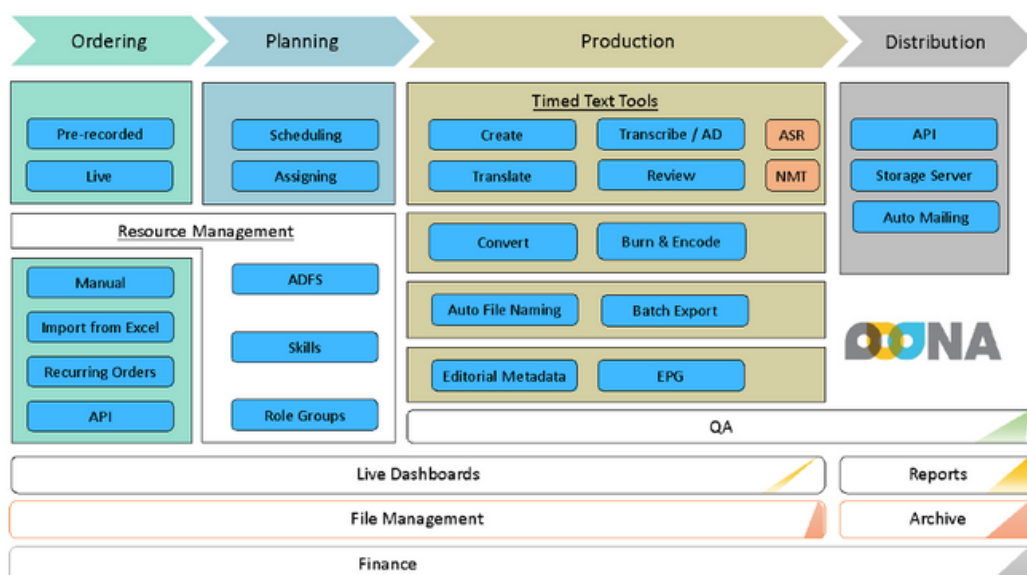 Ordering
Planning
Production
Distribution
Pre-recorded
Live
Scheduling
Assigning
Timed Text Tools
Create
Transcribe / AD
ASR
Translate
Review
NMT
API
Storage Server
Auto Mailing
Resource Management
Convert
Burn & Encode
Manual
Import from Excel
Recurring Orders
API
ADFS
Skills
Role Groups
Auto File Naming
Batch Export
Editorial Metadata
EPG
OOONA
QA
Live Dashboards
Reports
File Management
Archive
Finance